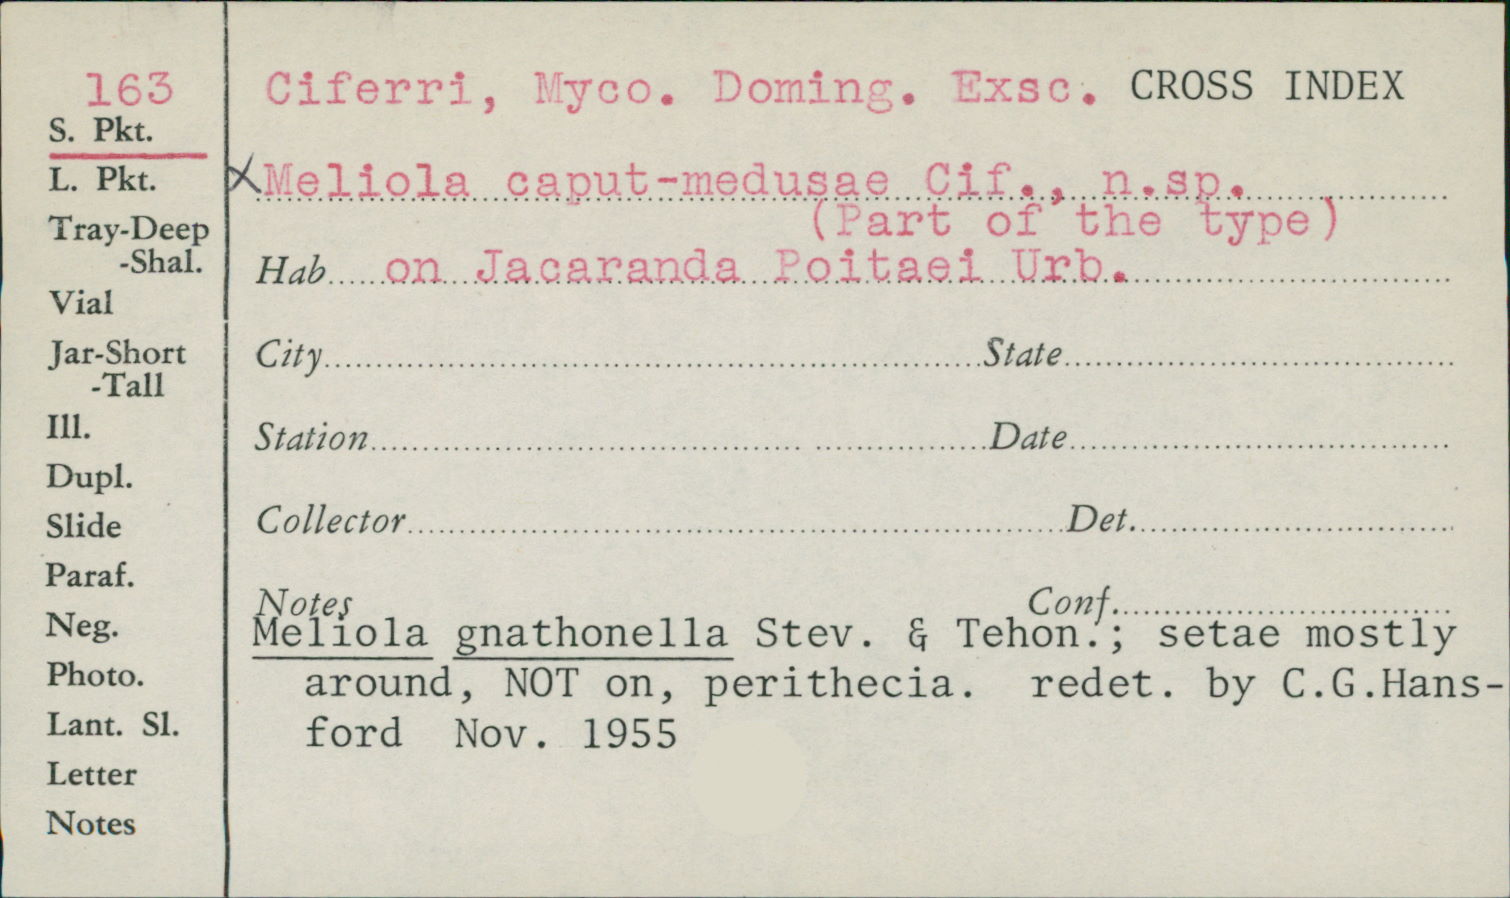 163 Ciferri, Myco. Doming. Exsc. CROSS INDEX
S. Pkt.
L. Pkt.
Tray-Deep
-Shal.
Vial
Jar-Short
-Tall
Ill.
Dupl.
Slide
Paraf.
Neg.
Photo.
Lant. Sl.
Letter
Notes
x Meliola caput-medusae Cif., n.sp.
(Part of the type)
Hab. on Jacaranda Poitaei Urb.
City State
Station Date
Collector Det.
Notes Conf.
Meliola gnathonella Stev. & Tehon.; setae mostly
around, NOT on, perithecia. redet. by C.G.Hans-
ford Nov. 1955